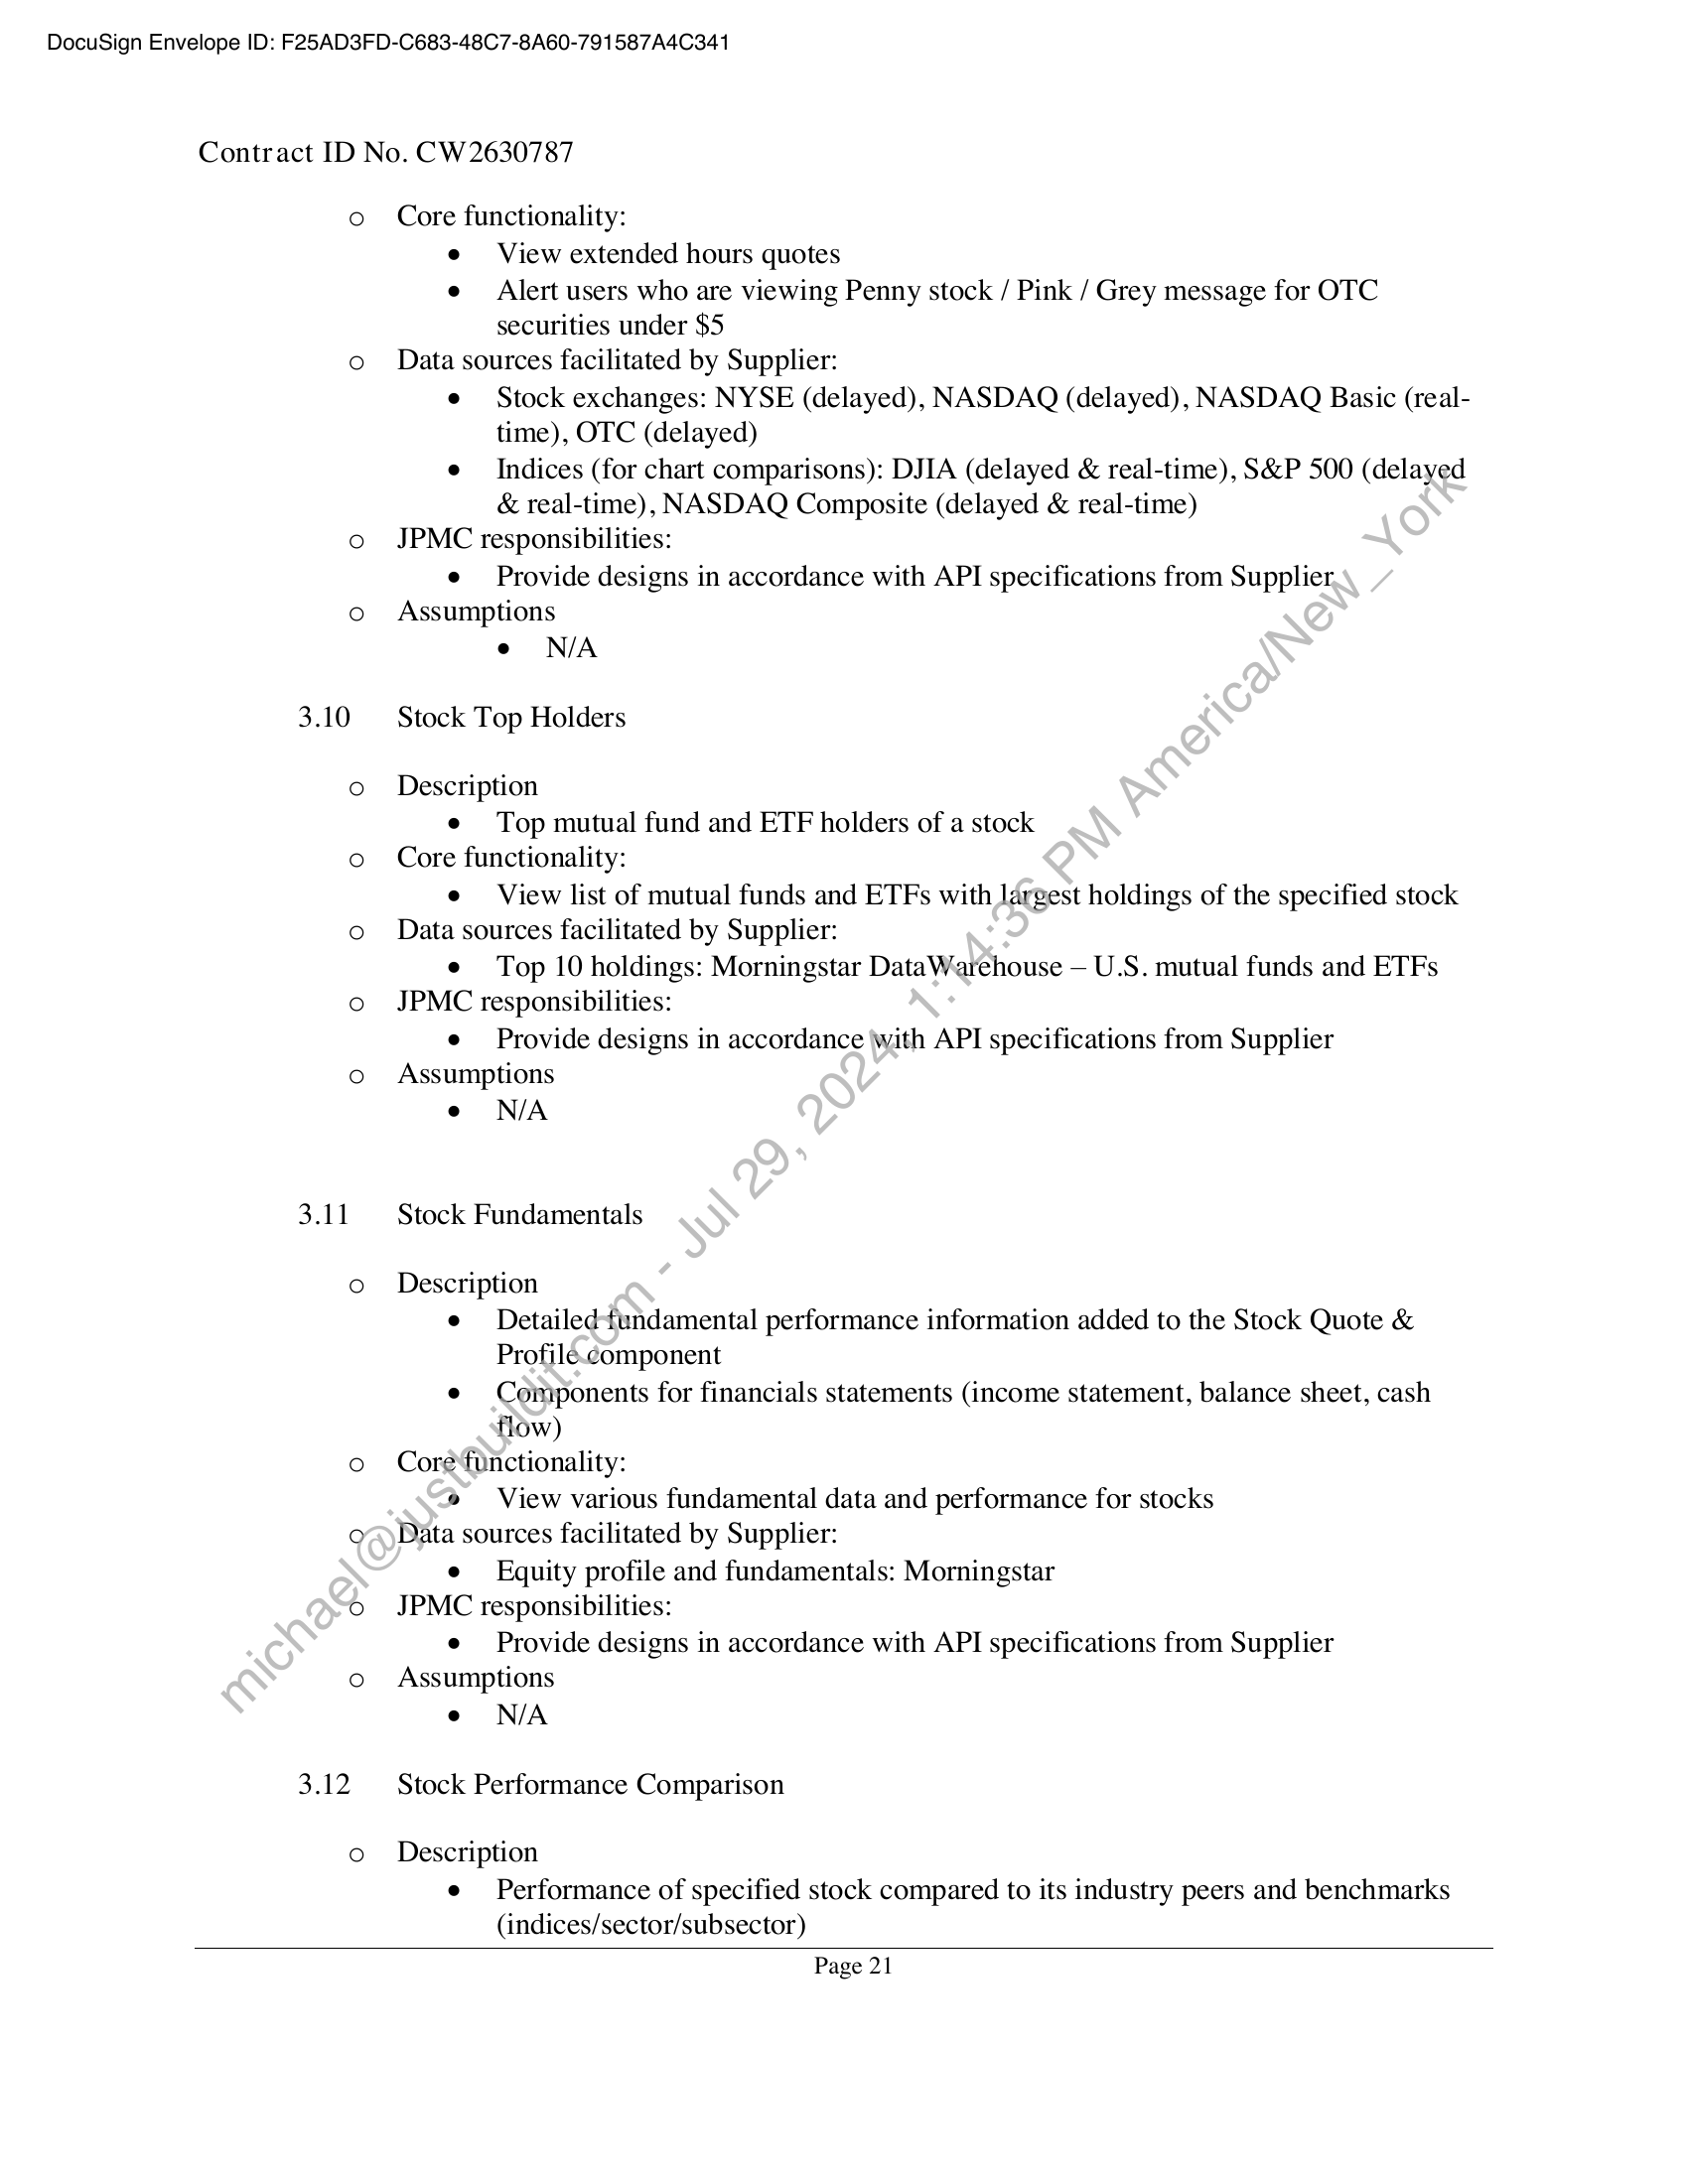 DocuSign Envelope ID: F25AD3FD-C683-48C7-8A60-791587A4C341
Contract ID No. CW2630787
o Core functionality:
• View extended hours quotes
• Alert users who are viewing Penny stock / Pink / Grey message for OTC
securities under $5
o Data sources facilitated by Supplier:
• Stock exchanges: NYSE (delayed), NASDAQ (delayed), NASDAQ Basic (real-
time), OTC (delayed)
• Indices (for chart comparisons): DJIA (delayed & real-time), S&P 500 (delayed
& real-time), NASDAQ Composite (delayed & real-time)
o JPMC responsibilities:
• Provide designs in accordance with API specifications from Supplier
o Assumptions
• N/A
3.10 Stock Top Holders
o Description
• Top mutual fund and ETF holders of a stock
o Core functionality:
• View list of mutual funds and ETFs with largest holdings of the specified stock
o Data sources facilitated by Supplier:
• Top 10 holdings: Morningstar DataWarehouse – U.S. mutual funds and ETFs
o JPMC responsibilities:
• Provide designs in accordance with API specifications from Supplier
o Assumptions
• N/A
3.11 Stock Fundamentals
o Description
• Detailed fundamental performance information added to the Stock Quote &
Profile component
• Components for financials statements (income statement, balance sheet, cash
flow)
o Core functionality:
• View various fundamental data and performance for stocks
o Data sources facilitated by Supplier:
• Equity profile and fundamentals: Morningstar
o JPMC responsibilities:
• Provide designs in accordance with API specifications from Supplier
o Assumptions
• N/A
3.12 Stock Performance Comparison
o Description
• Performance of specified stock compared to its industry peers and benchmarks
(indices/sector/subsector)
Page 21
michael@justbuildit.com - Jul 29, 2024, 1:14:36 PM America/New_York